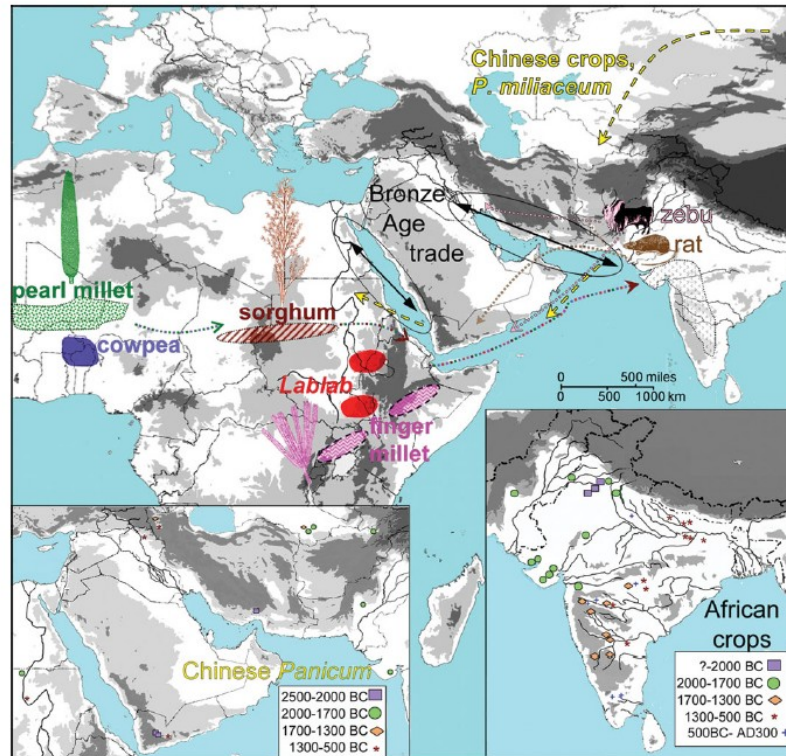 Chinese crops,
P. miliaceum
Bronze
Age
trade
zebu
rat
pearl millet
sorghum
cowpea
Lablab
finger
millet
0 500 miles
0 500 1000 km
Chinese Panicum
2500-2000 BC
2000-1700 BC
1700-1300 BC
1300-500 BC
African
crops
?-2000 BC
2000-1700 BC
1700-1300 BC
1300-500 BC
500BC- AD300